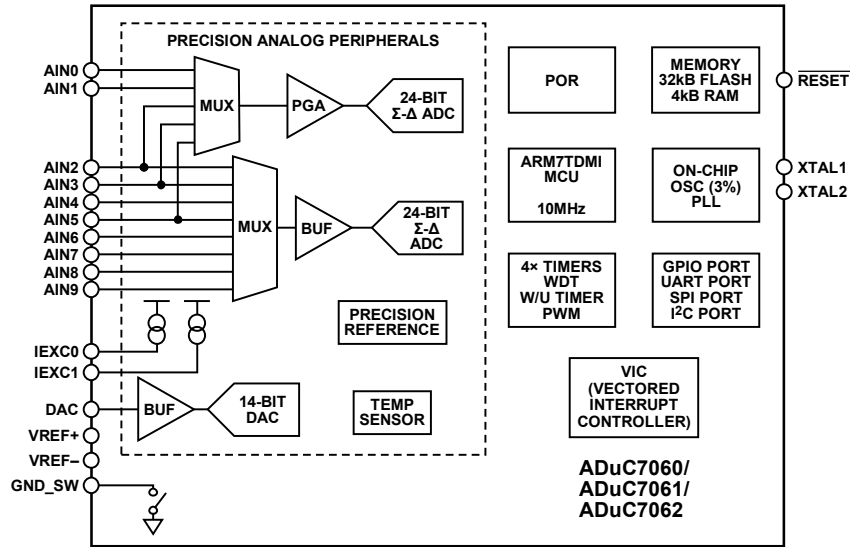 PRECISION ANALOG PERIPHERALS
AIN0
AIN1
MUX
PGA
24-BIT
Σ-Δ ADC
AIN2
AIN3
AIN4
AIN5
AIN6
AIN7
AIN8
AIN9
MUX
BUF
24-BIT
Σ-Δ
ADC
PRECISION
REFERENCE
IEXC0
IEXC1
DAC
BUF
14-BIT
DAC
TEMP
SENSOR
VREF+
VREF–
GND_SW
POR
MEMORY
32kB FLASH
4kB RAM
RESET
ARM7TDMI
MCU
10MHz
ON-CHIP
OSC (3%)
PLL
XTAL1
XTAL2
4× TIMERS
WDT
W/U TIMER
PWM
GPIO PORT
UART PORT
SPI PORT
I²C PORT
VIC
(VECTORED
INTERRUPT
CONTROLLER)
ADuC7060/
ADuC7061/
ADuC7062